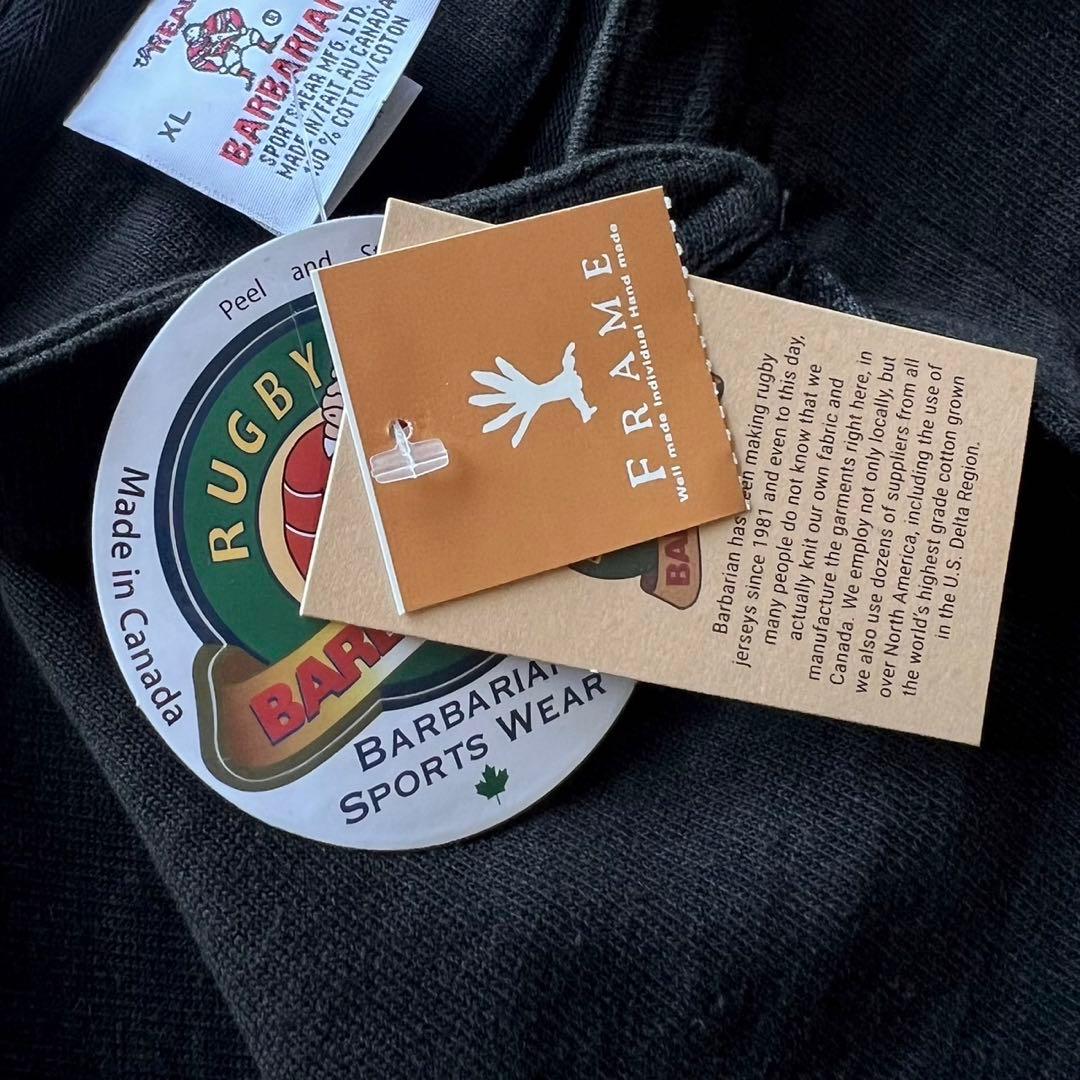 the REAL
®
BARBARIAN
SPORTSWEAR MFG. LTD.
MADE IN/FAIT AU CANADA
100% COTTON/COTON
XL
Peel and
RUGBY
Made in Canada
BARBARIAN
SPORTS WEAR
FRAME
Well made Individual Hand made
BA
Barbarian has been making rugby
jerseys since 1981 and even to this day,
many people do not know that we
actually knit our own fabric and
manufacture the garments right here, in
Canada. We employ not only locally, but
we also use dozens of suppliers from all
over North America, including the use of
the world's highest grade cotton grown
in the U.S. Delta Region.